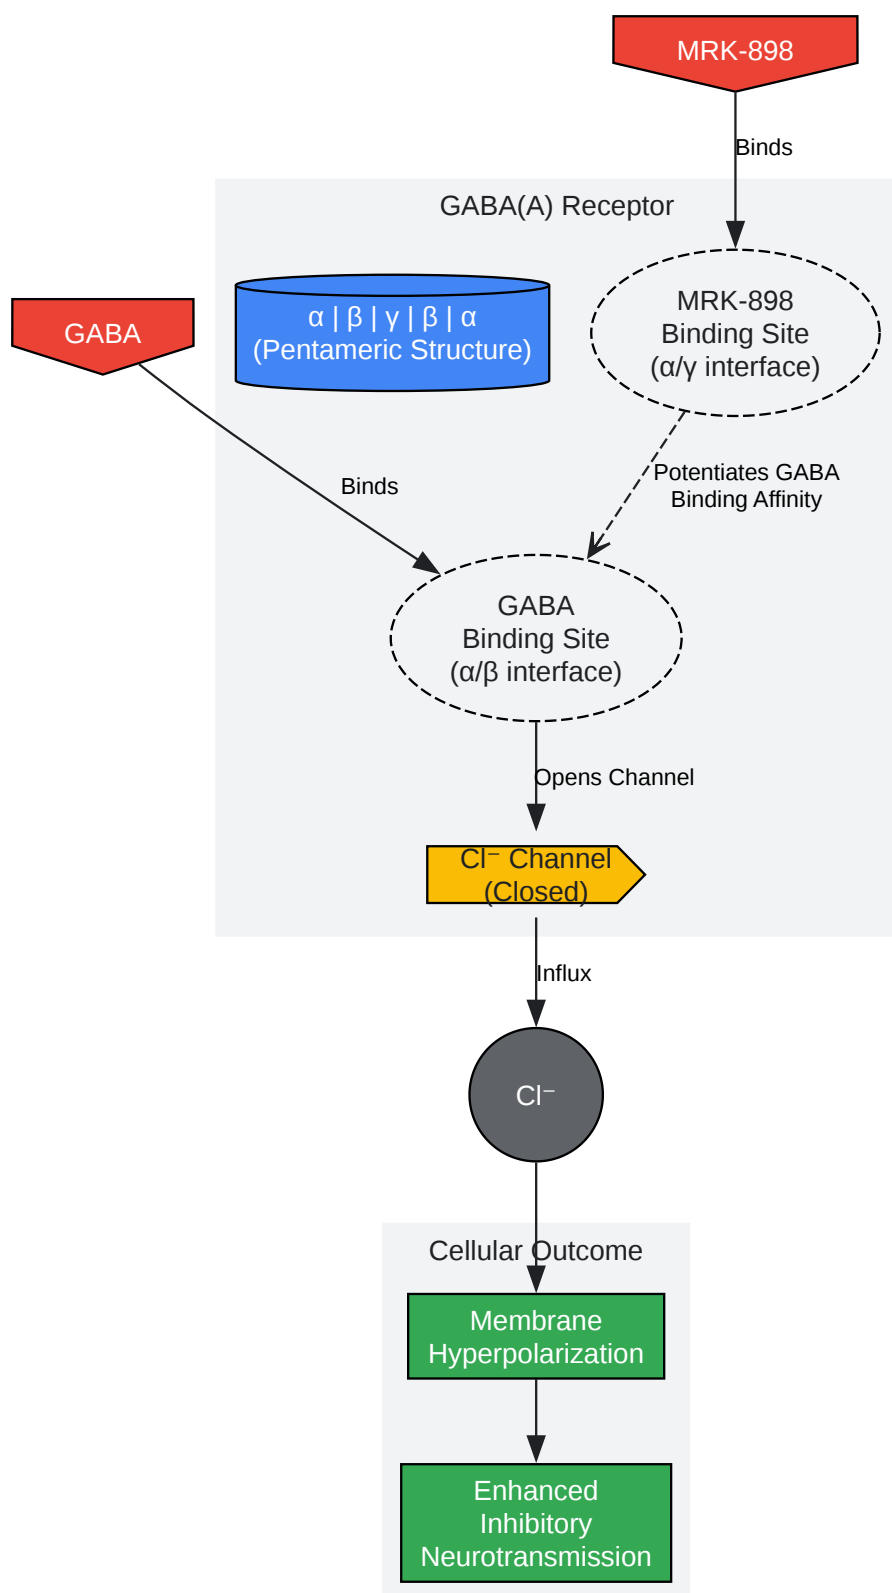 MRK-898
Binds
GABA(A) Receptor
α | β | γ | β | α
(Pentameric Structure)
MRK-898
Binding Site
(α/γ interface)
GABA
Binds
Potentiates GABA
Binding Affinity
GABA
Binding Site
(α/β interface)
Opens Channel
Cl⁻ Channel
(Closed)
Influx
Cl⁻
Cellular Outcome
Membrane
Hyperpolarization
Enhanced
Inhibitory
Neurotransmission